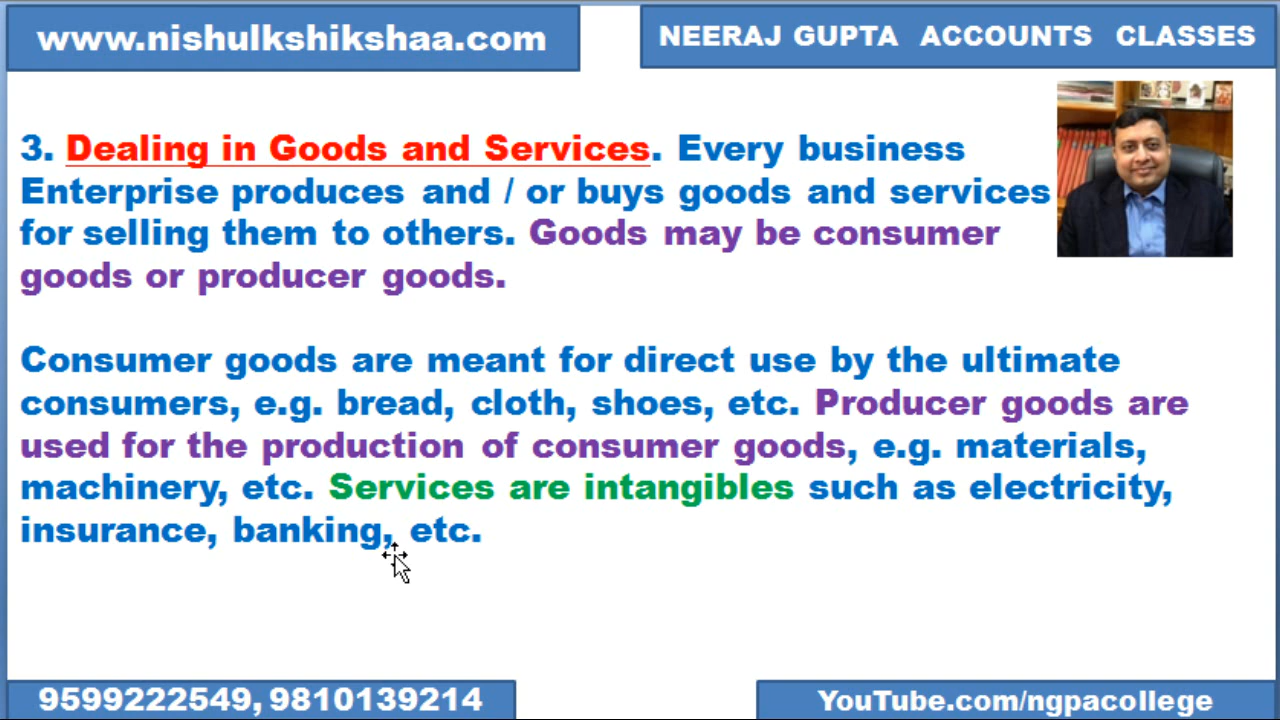 www.nishulkshikshaa.com
NEERAJ GUPTA ACCOUNTS CLASSES
3. Dealing in Goods and Services. Every business
Enterprise produces and / or buys goods and services
for selling them to others. Goods may be consumer
goods or producer goods.
Consumer goods are meant for direct use by the ultimate
consumers, e.g. bread, cloth, shoes, etc. Producer goods are
used for the production of consumer goods, e.g. materials,
machinery, etc. Services are intangibles such as electricity,
insurance, banking, etc.
9599222549, 9810139214
YouTube.com/ngpacollege